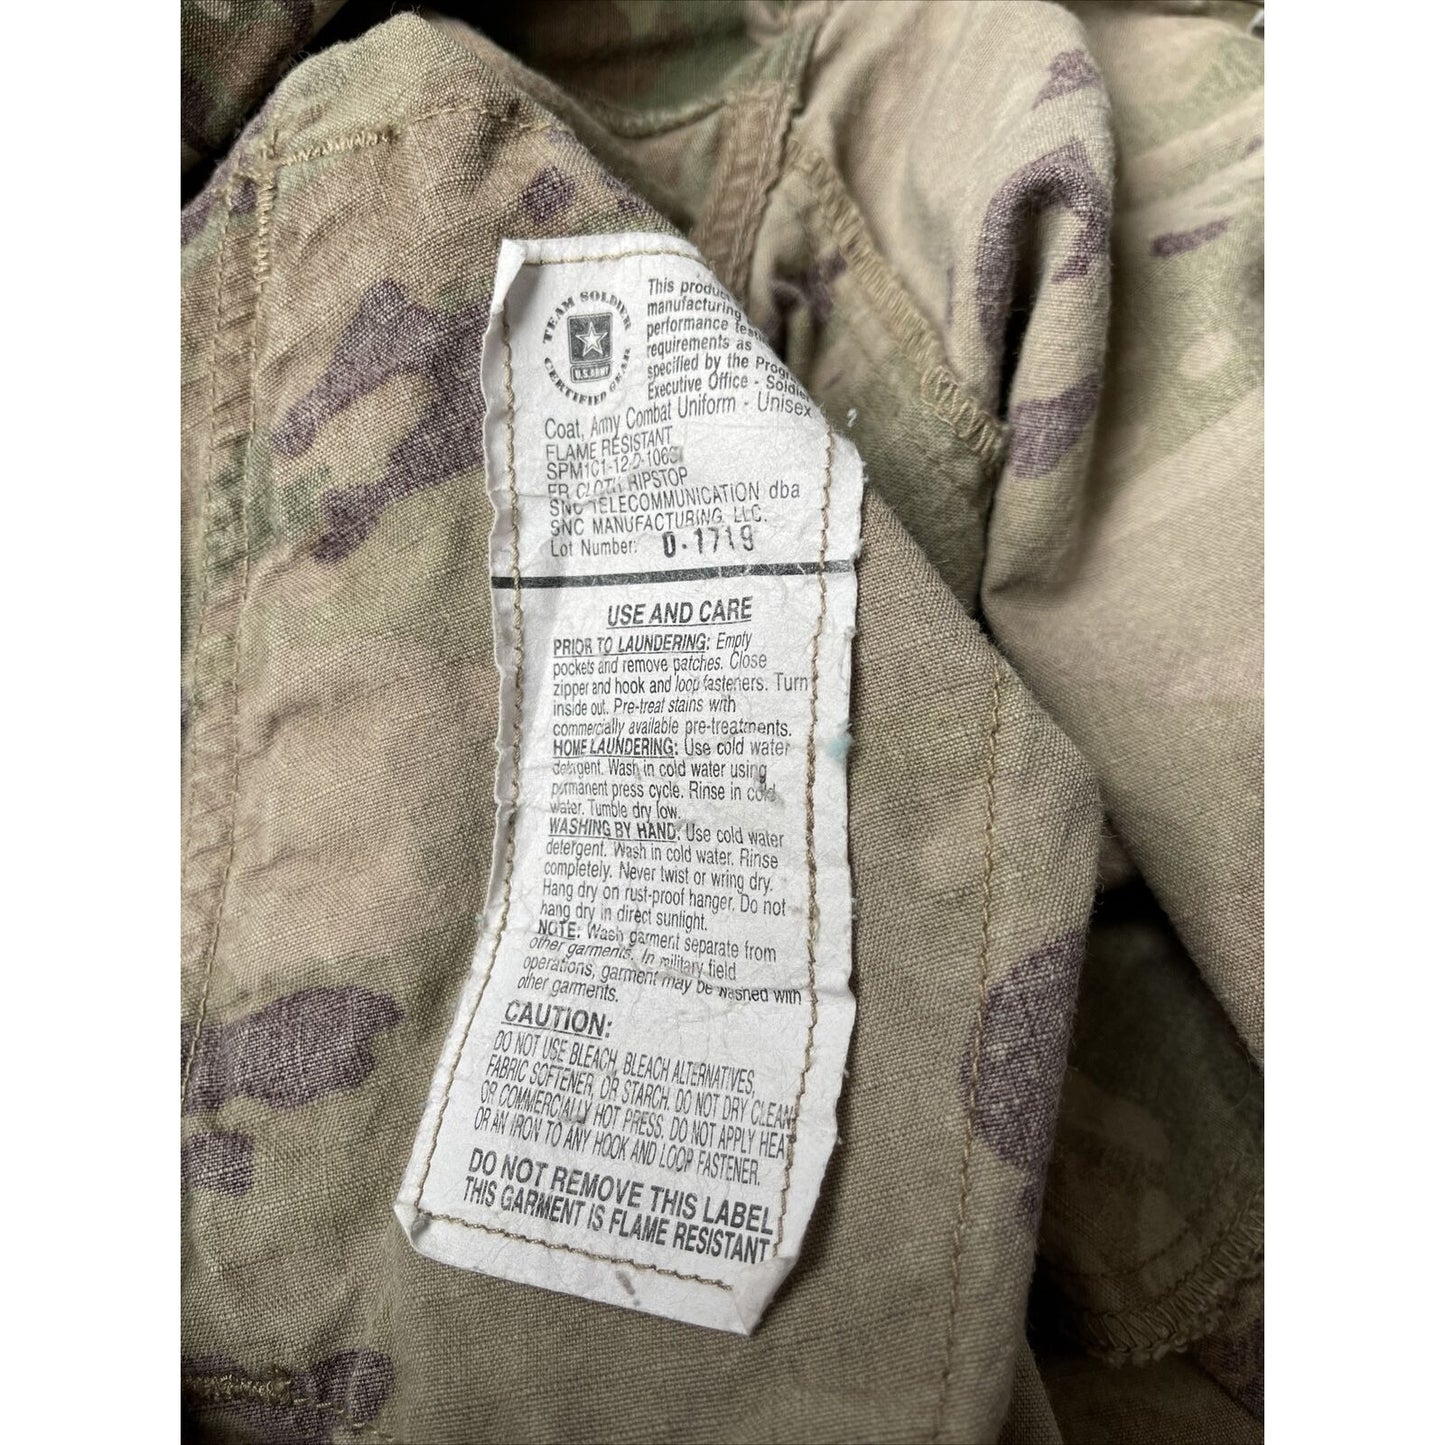 TEAM SOLDIER
CERTIFIED GEAR
U.S. ARMY
This produc
manufacturing
performance testi
requirements as
specified by the Progra
Executive Office - Soldier
Coat, Army Combat Uniform - Unisex
FLAME RESISTANT
FR CLOTH RIPSTOP
SNC TELECOMMUNICATION dba
SNC MANUFACTURING LLC.
Lot Number: 0-1719
USE AND CARE
PRIOR TO LAUNDERING: Empty
pockets and remove patches. Close
zipper and hook and loop fasteners. Turn
inside out. Pre-treat stains with
commercially available pre-treatments.
HOME LAUNDERING: Use cold water
detergent. Wash in cold water using
permanent press cycle. Rinse in cold
water. Tumble dry low.
WASHING BY HAND: Use cold water
detergent. Wash in cold water. Rinse
completely. Never twist or wring dry.
Hang dry on rust-proof hanger. Do not
hang dry in direct sunlight.
NOTE: Wash garment separate from
other garments. In military field
operations, garment may be washed with
other garments.
CAUTION:
DO NOT USE BLEACH, BLEACH ALTERNATIVES,
FABRIC SOFTENER, OR STARCH. DO NOT DRY CLEAN
OR COMMERCIALLY HOT PRESS. DO NOT APPLY HEAT
OR AN IRON TO ANY HOOK AND LOOP FASTENER.
DO NOT REMOVE THIS LABEL
THIS GARMENT IS FLAME RESISTANT